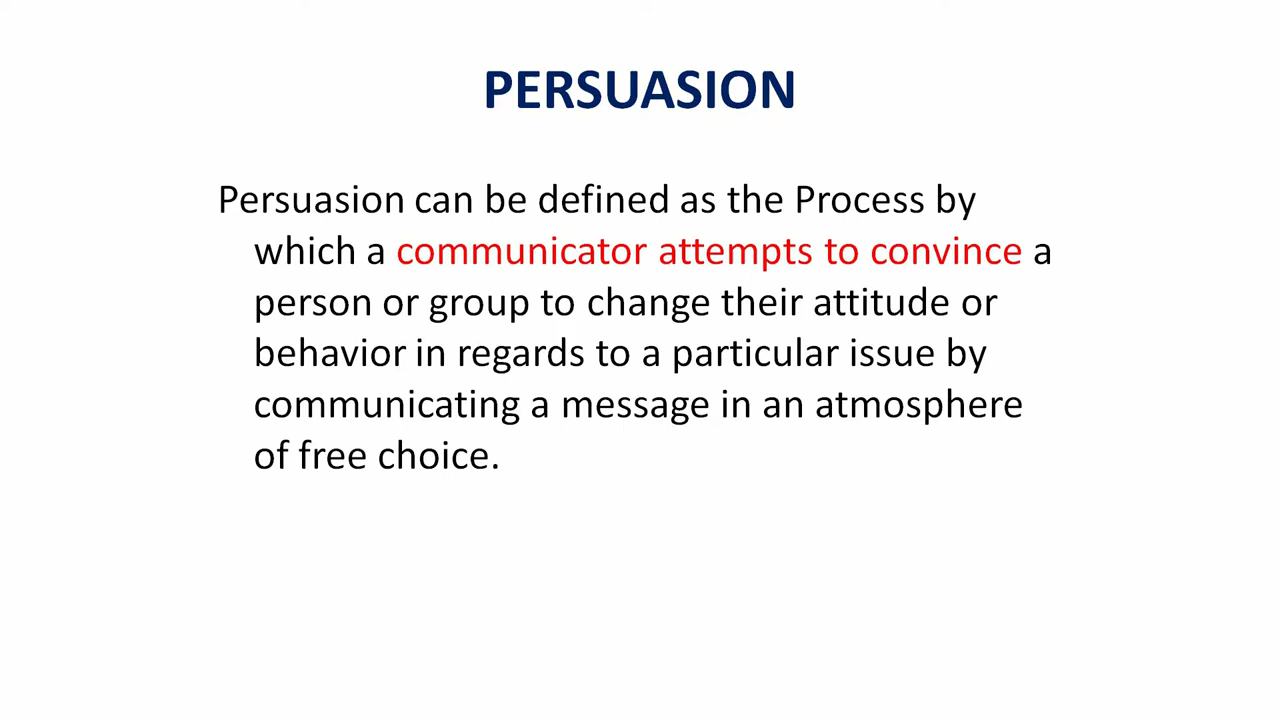 PERSUASION
Persuasion can be defined as the Process by
which a communicator attempts to convince a
person or group to change their attitude or
behavior in regards to a particular issue by
communicating a message in an atmosphere
of free choice.